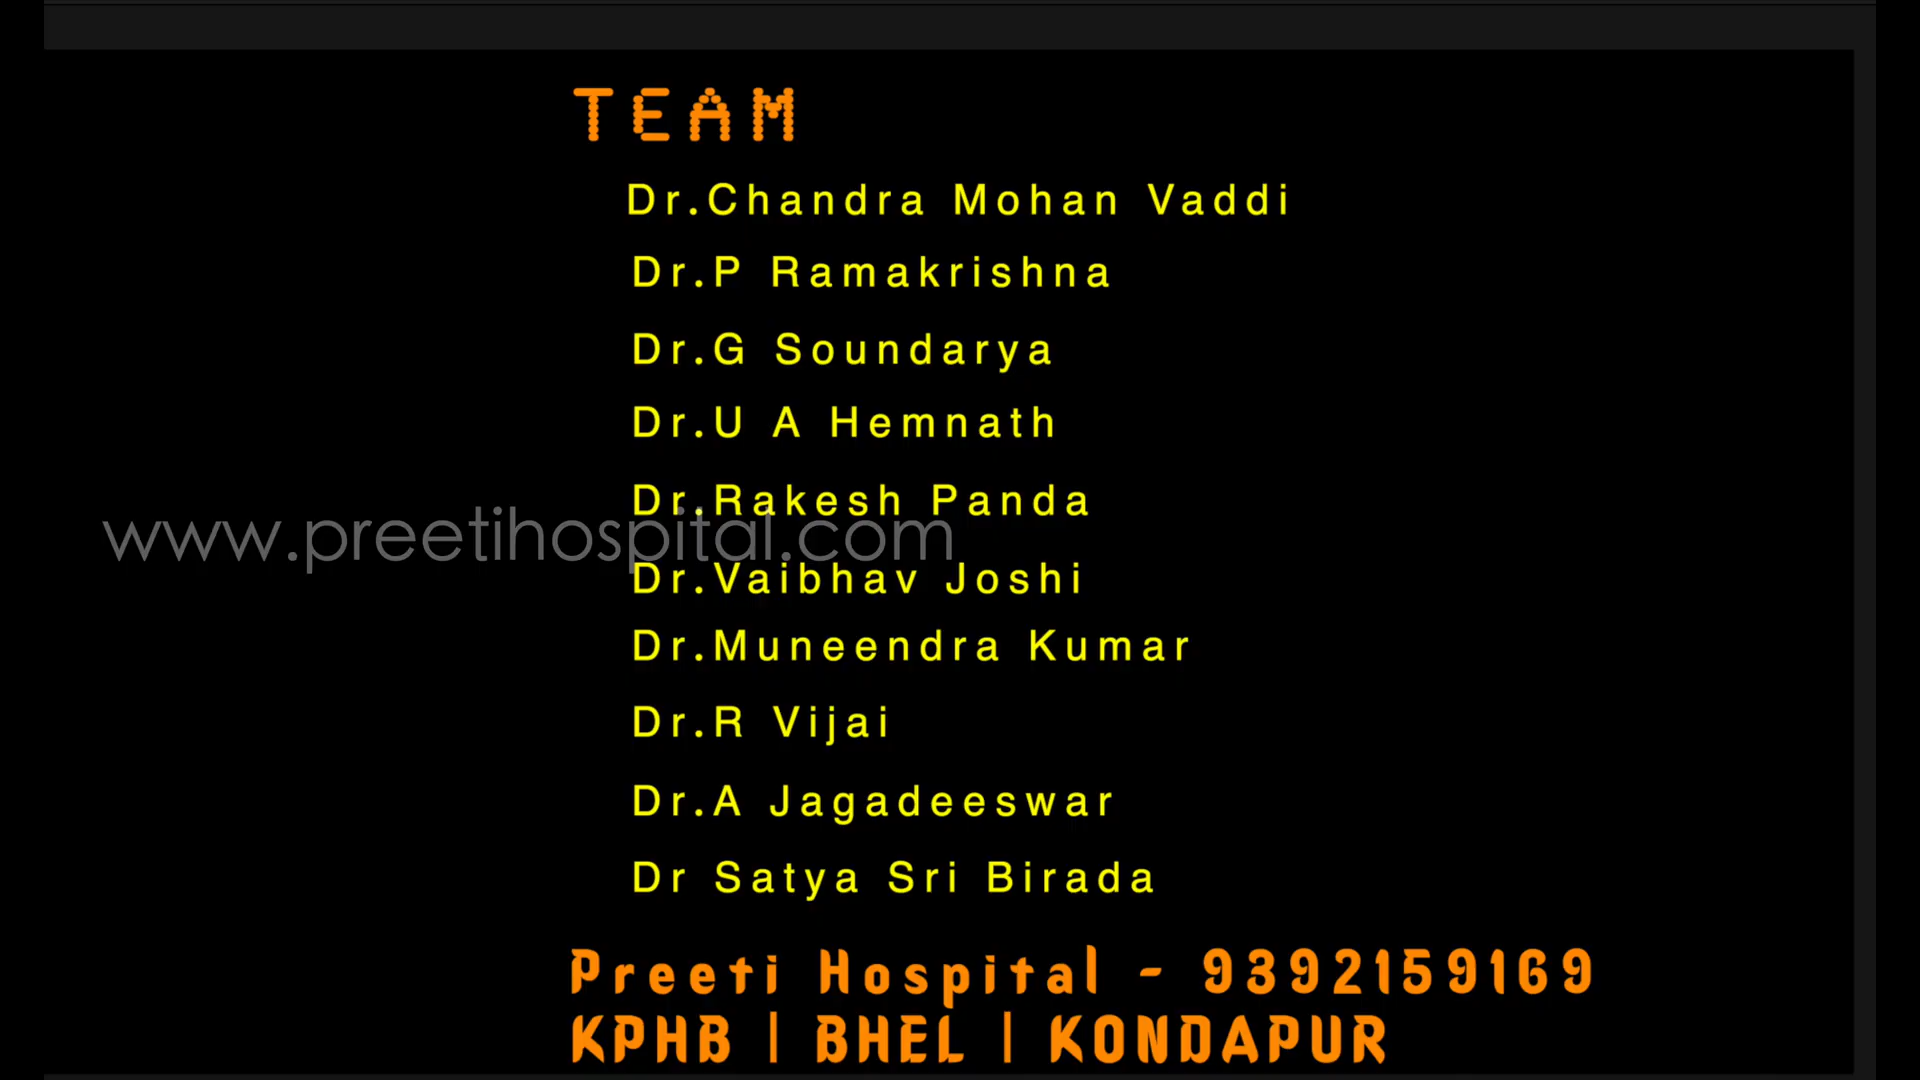 TEAM
Dr.Chandra Mohan Vaddi
Dr.P Ramakrishna
Dr.G Soundarya
Dr.U A Hemnath
Dr.Rakesh Panda
www.preetihospital.com
Dr.Vaibhav Joshi
Dr.Muneendra Kumar
Dr.R Vijai
Dr.A Jagadeeswar
Dr Satya Sri Birada
Preeti Hospital - 9392159169
KPHB | BHEL | KONDAPUR